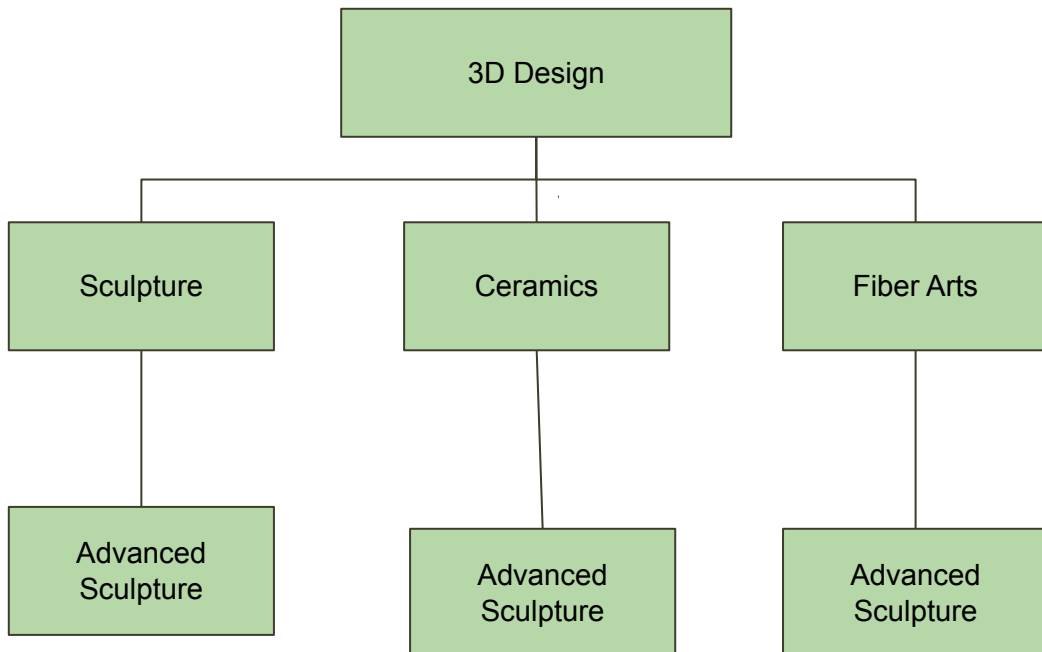 3D Design
Sculpture
Ceramics
Fiber Arts
Advanced
Sculpture
Advanced
Sculpture
Advanced
Sculpture